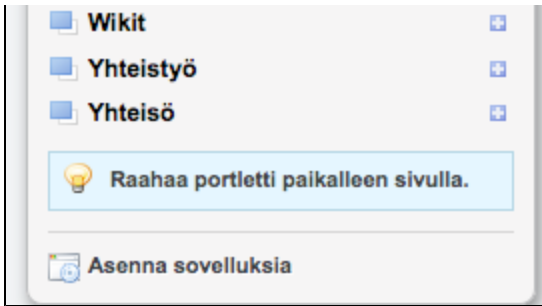 Wikit
Yhteistyö
Yhteisö
Raahaa portletti paikalleen sivulla.
Asenna sovelluksia